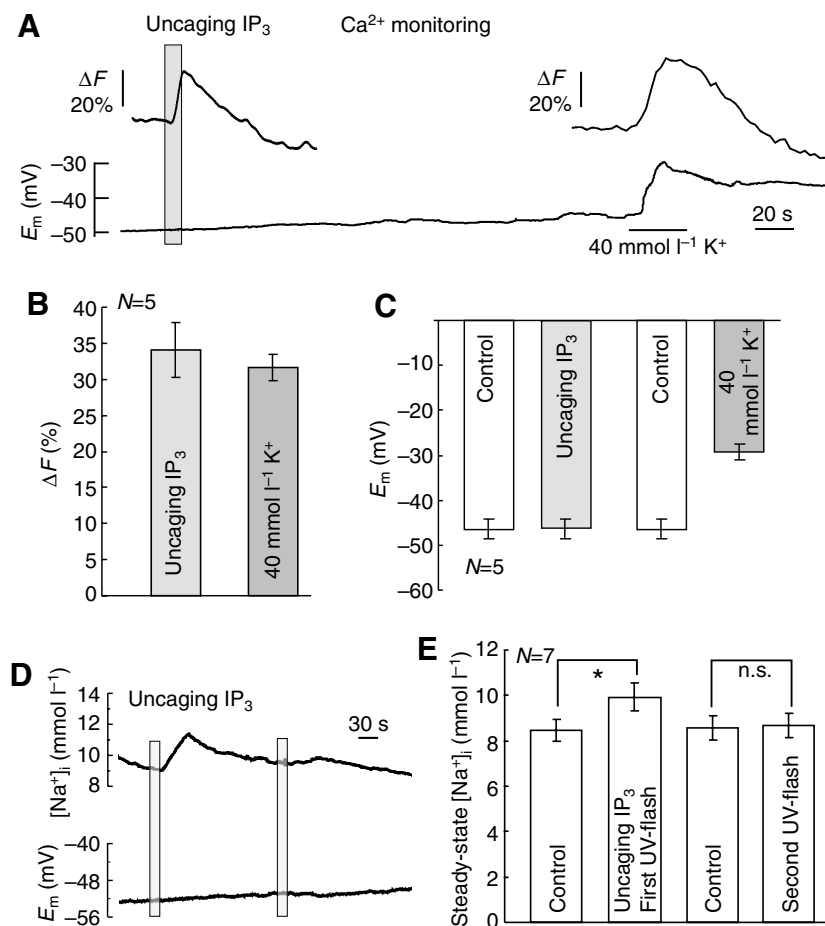 A
Uncaging IP3 Ca2+ monitoring
ΔF
20%
ΔF
20%
Em (mV)
–30
–40
–50
20 s
40 mmol l–1 K+
B
N=5
ΔF (%)
40
35
30
25
20
15
10
5
0
Uncaging IP3
40 mmol l–1 K+
C
Em (mV)
–10
–20
–30
–40
–50
–60
Control
Uncaging IP3
Control
40
mmol l–1 K+
N=5
D
Uncaging IP3
30 s
[Na+]i (mmol l–1)
14
12
10
8
Em (mV)
–40
–48
–56
E
N=7
Steady-state [Na+]i (mmol l–1)
12
10
8
6
4
2
0
*
n.s.
Control
Uncaging IP3
First UV-flash
Control
Second UV-flash